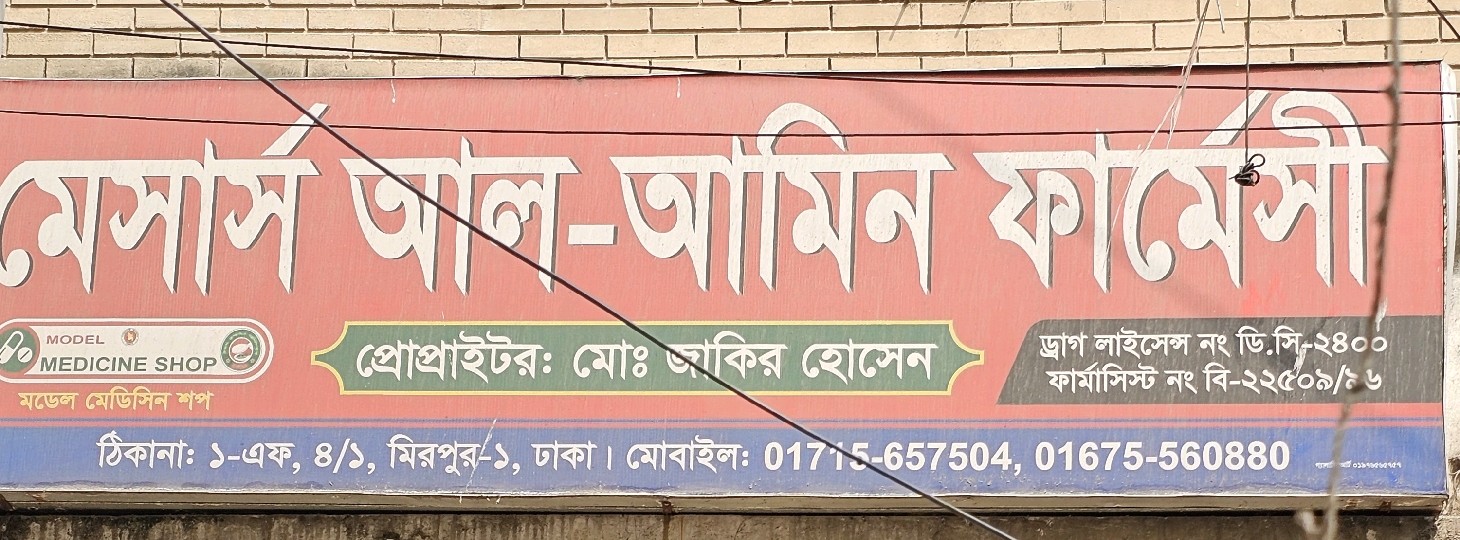 মেসার্স আল-আমিন ফার্মেসী
MODEL
MEDICINE SHOP
মডেল মেডিসিন শপ
প্রোপ্রাইটর: মোঃ জাকির হোসেন
ড্রাগ লাইসেন্স নং ডি.সি-২৪০০
ফার্মাসিস্ট নং বি-২২৫০৯/৯৬
ঠিকানা: ১-এফ, ৪/১, মিরপুর-১, ঢাকা। মোবাইল: 01715-657504, 01675-560880